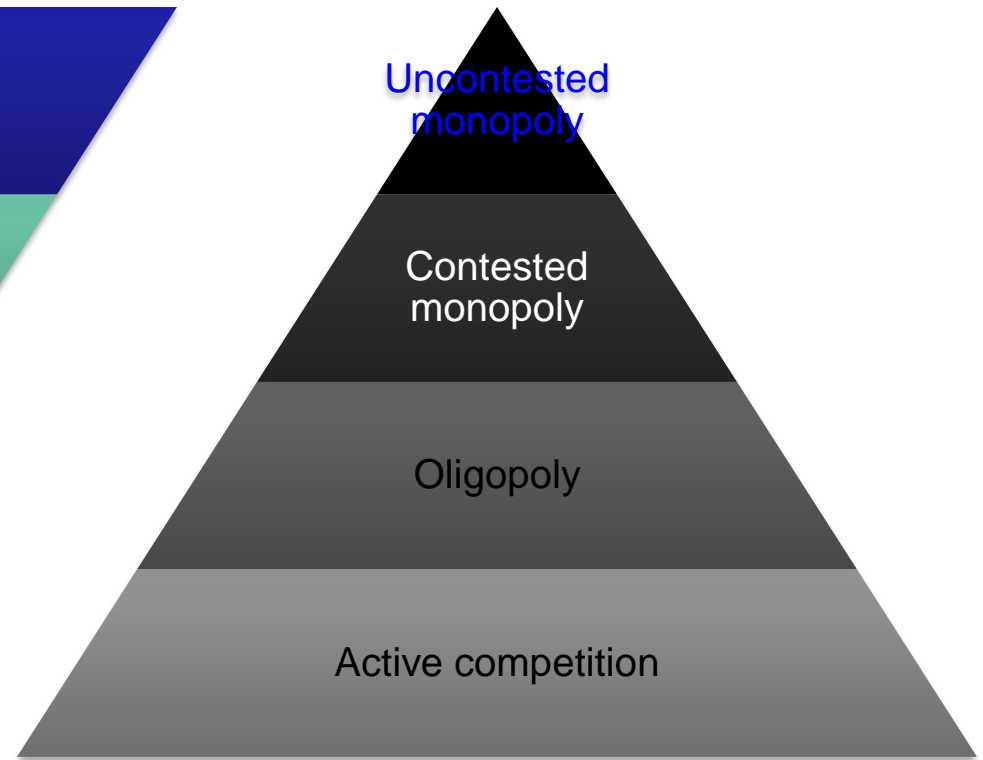 Uncontested
monopoly
Contested
monopoly
Oligopoly
Active competition